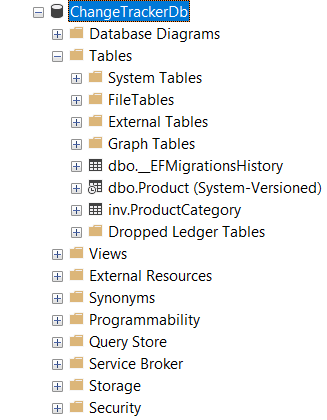 ChangeTrackerDb
Database Diagrams
Tables
System Tables
FileTables
External Tables
Graph Tables
dbo.__EFMigrationsHistory
dbo.Product (System-Versioned)
inv.ProductCategory
Dropped Ledger Tables
Views
External Resources
Synonyms
Programmability
Query Store
Service Broker
Storage
Security